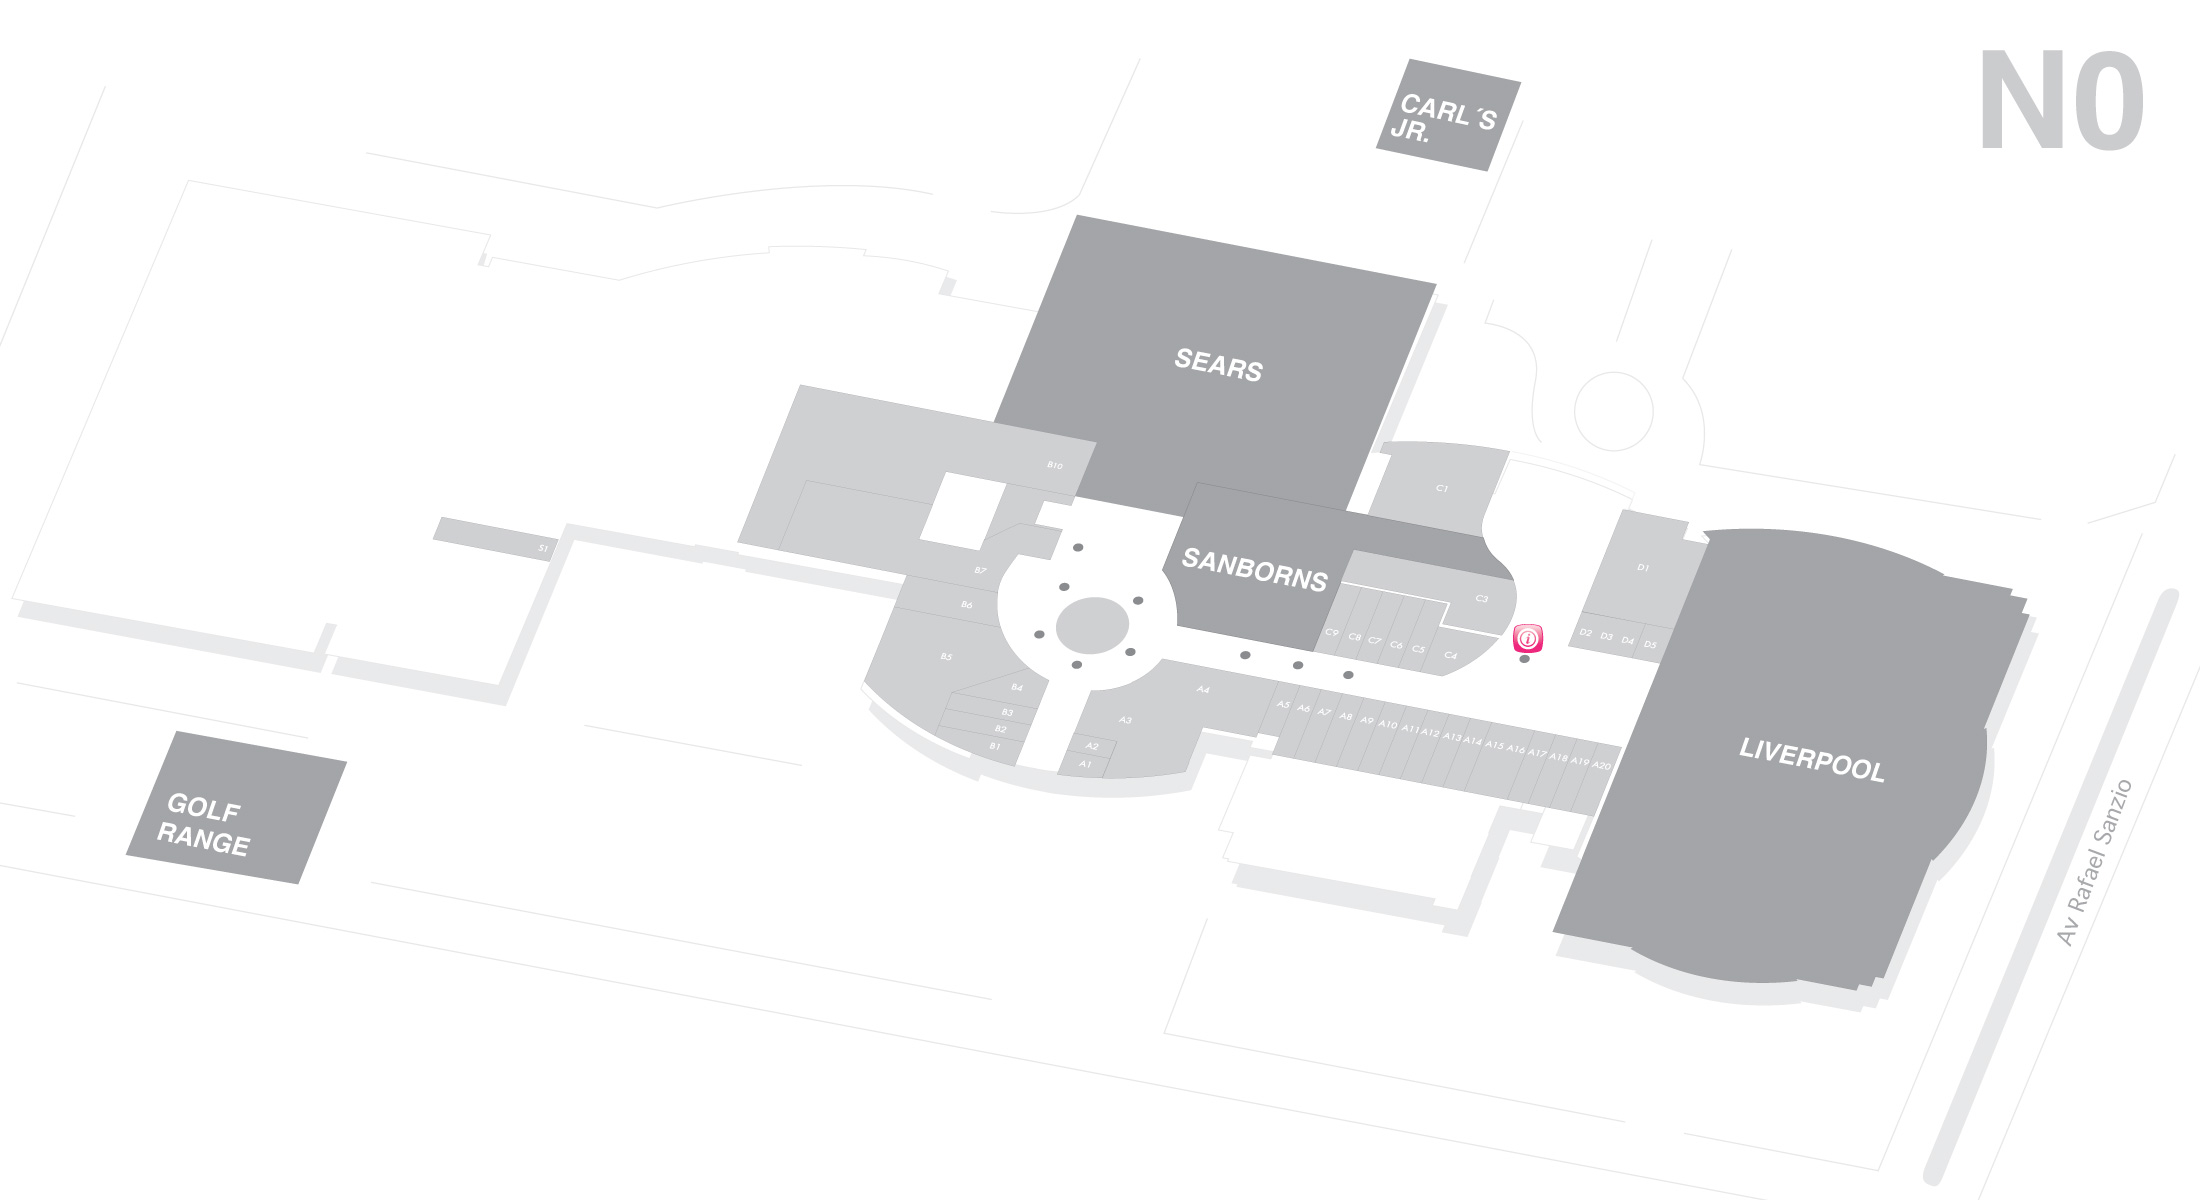 N0
CARL ´S
JR.
SEARS
B10
C1
S1
SANBORNS
D1
B7
C3
B6
C9
C8
C7
C6
C5
C4
i
D2
D3
D4
D5
B5
B4
B3
B2
B1
A4
A3
A2
A1
A5
A6
A7
A8
A9
A10
A11
A12
A13
A14
A15
A16
A17
A18
A19
A20
LIVERPOOL
GOLF
RANGE
Av Rafael Sanzio